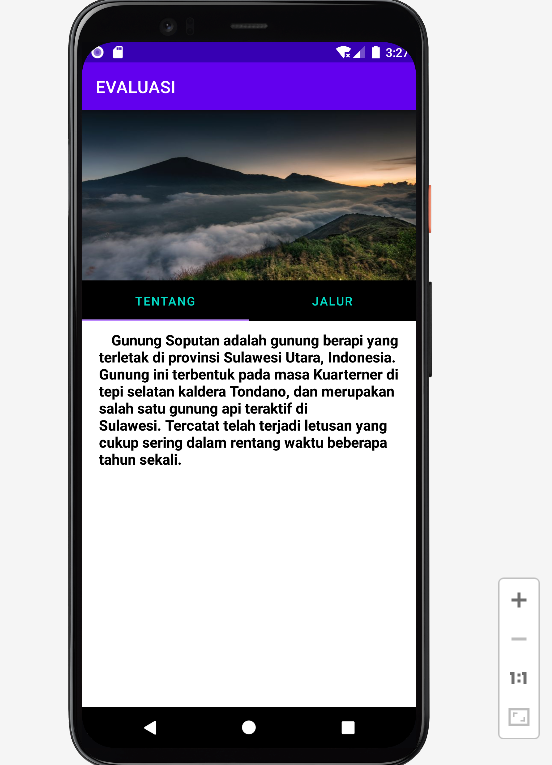 3:27
EVALUASI
TENTANG JALUR
Gunung Soputan adalah gunung berapi yang
terletak di provinsi Sulawesi Utara, Indonesia.
Gunung ini terbentuk pada masa Kuarterner di
tepi selatan kaldera Tondano, dan merupakan
salah satu gunung api teraktif di
Sulawesi. Tercatat telah terjadi letusan yang
cukup sering dalam rentang waktu beberapa
tahun sekali.
1:1